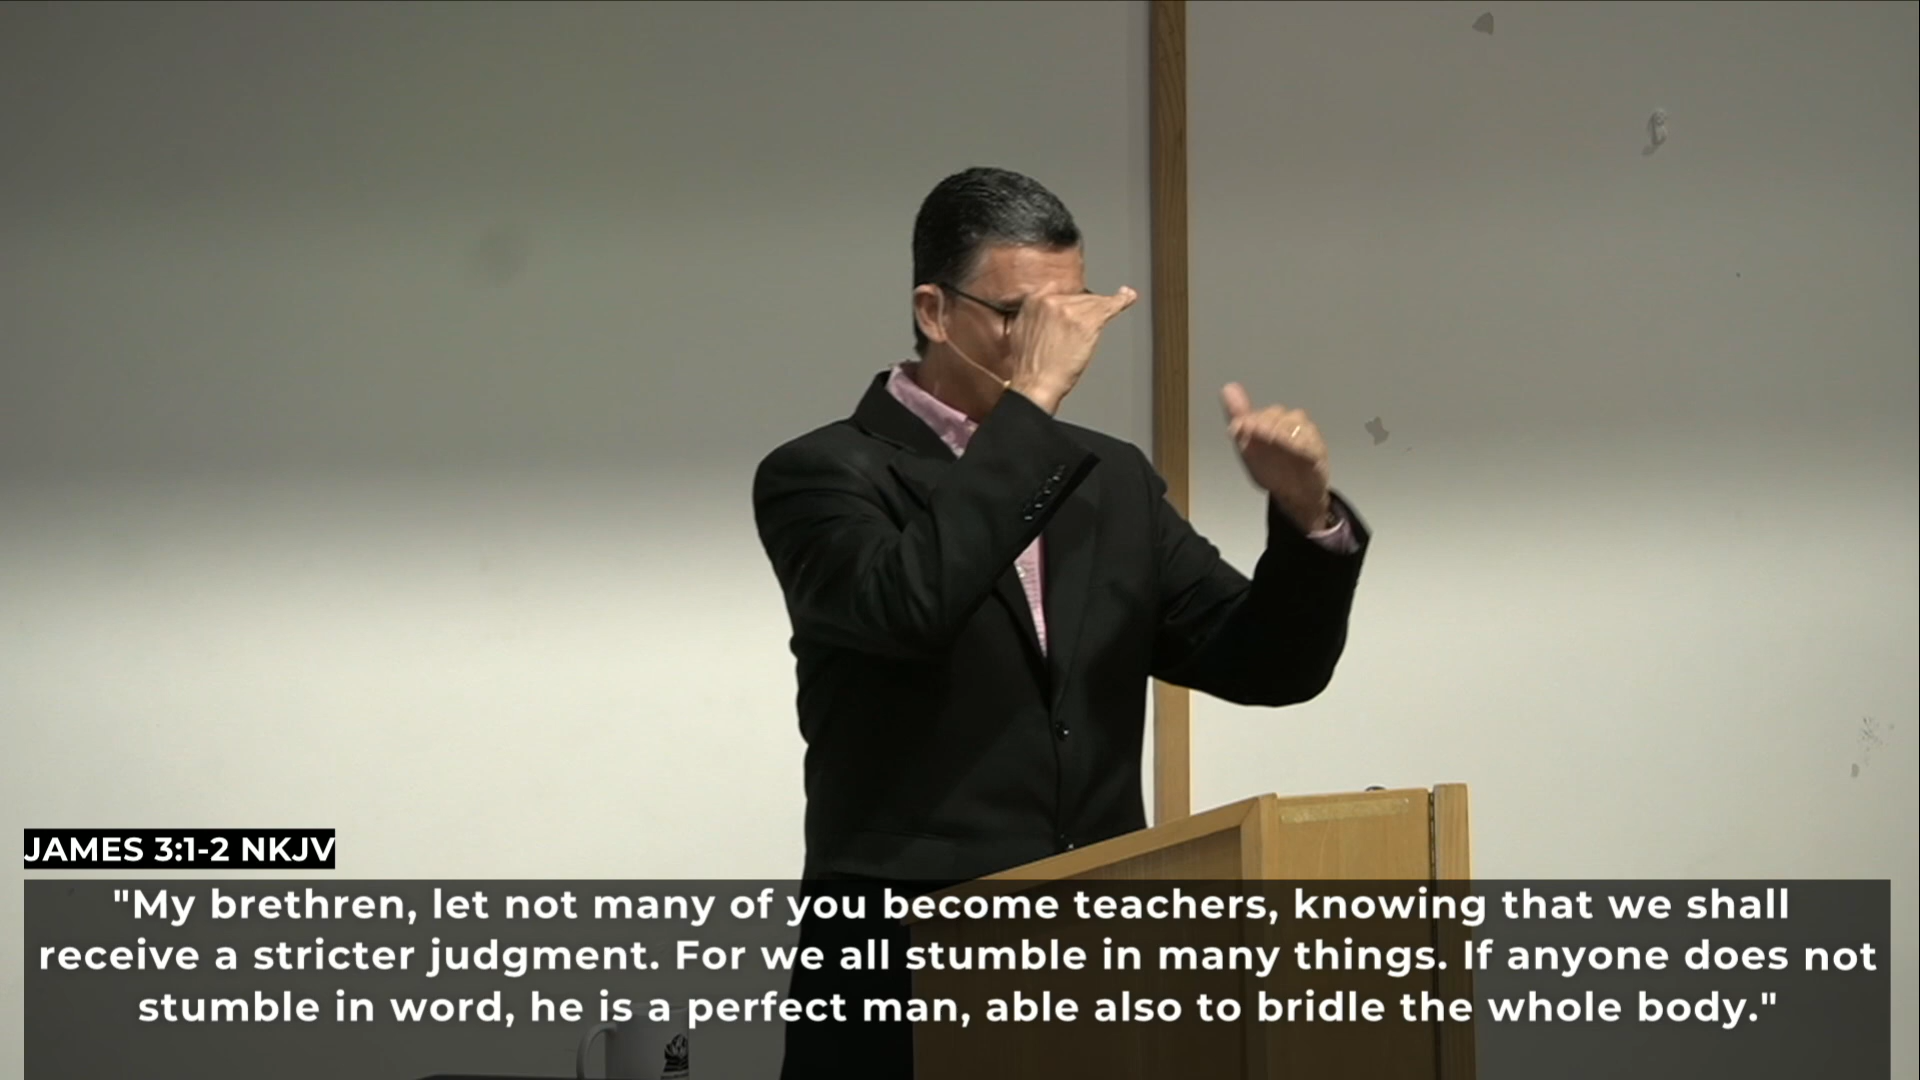 JAMES 3:1-2 NKJV
"My brethren, let not many of you become teachers, knowing that we shall
receive a stricter judgment. For we all stumble in many things. If anyone does not
stumble in word, he is a perfect man, able also to bridle the whole body."